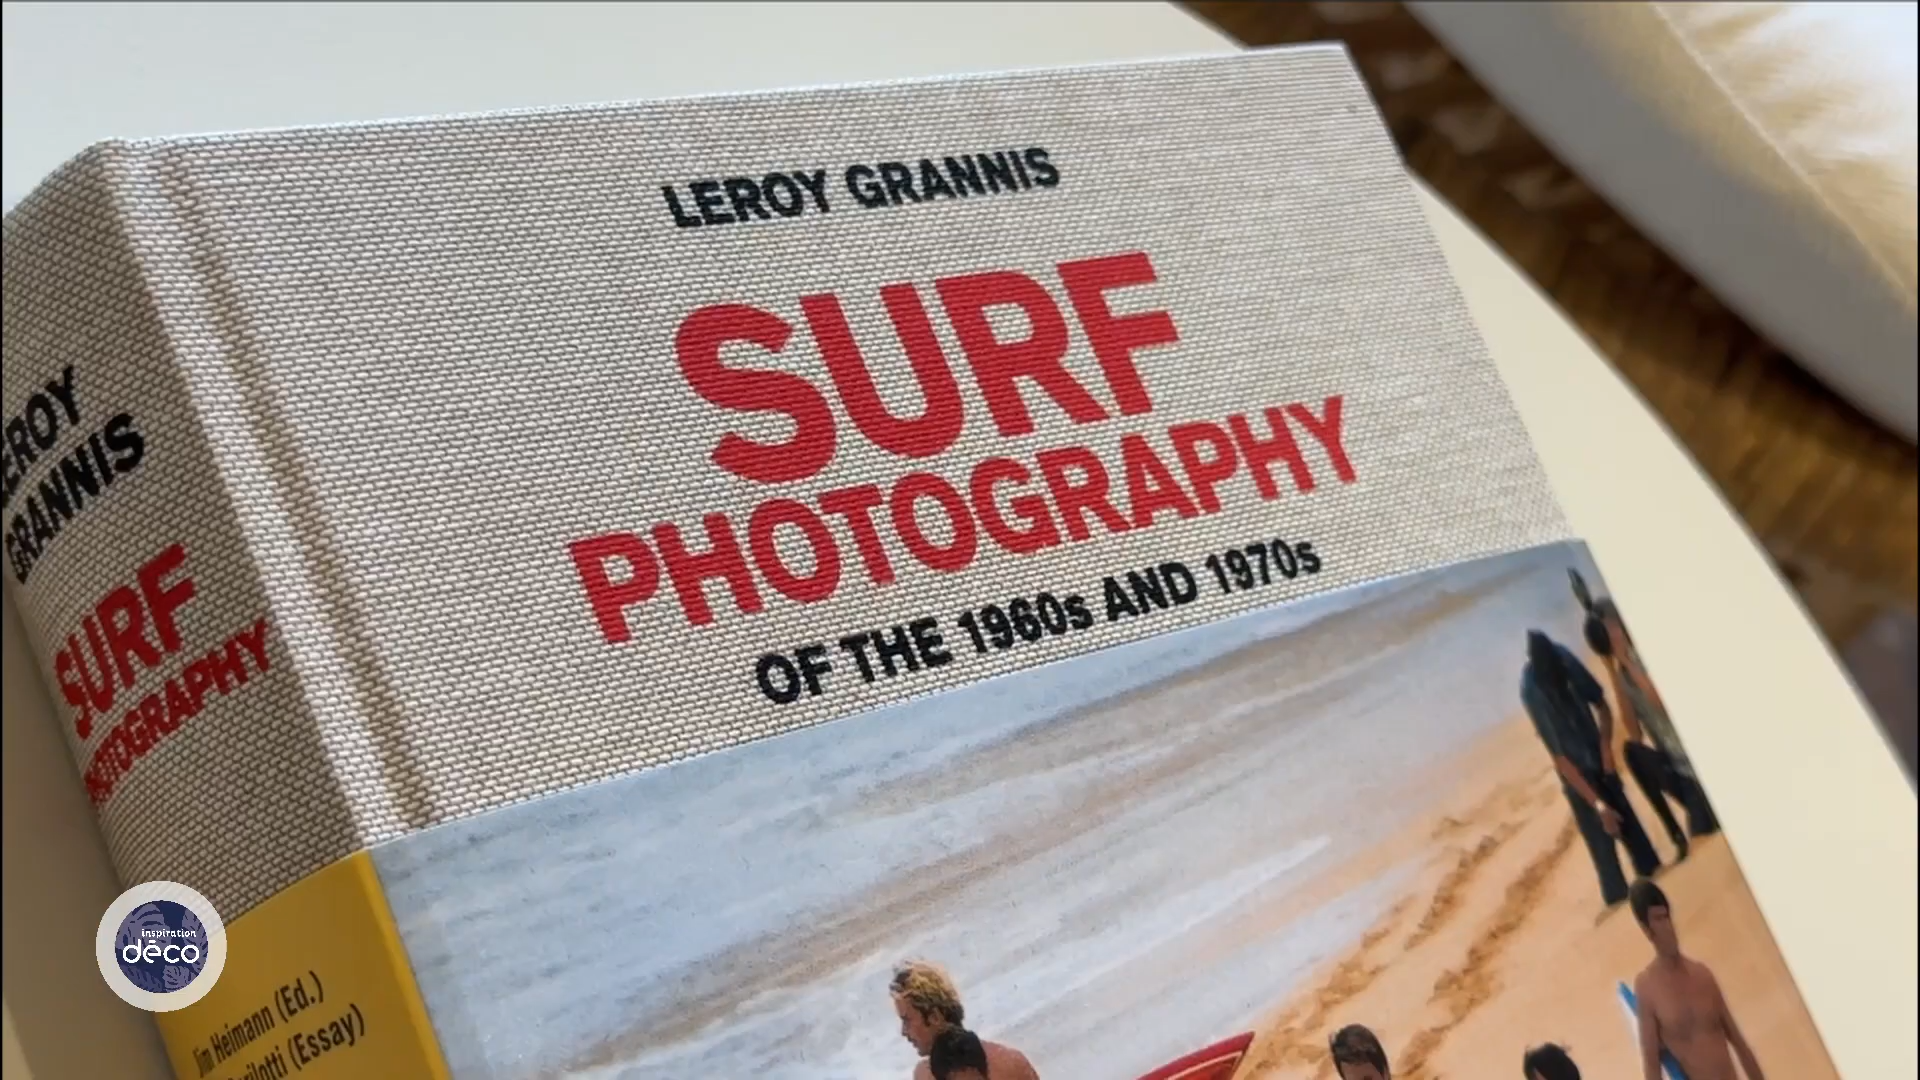 LEROY GRANNIS
SURF
PHOTOGRAPHY
OF THE 1960s AND 1970s
LEROY
GRANNIS
SURF
PHOTOGRAPHY
Jim Heimann (Ed.)
(Essay)
inspiration
déco